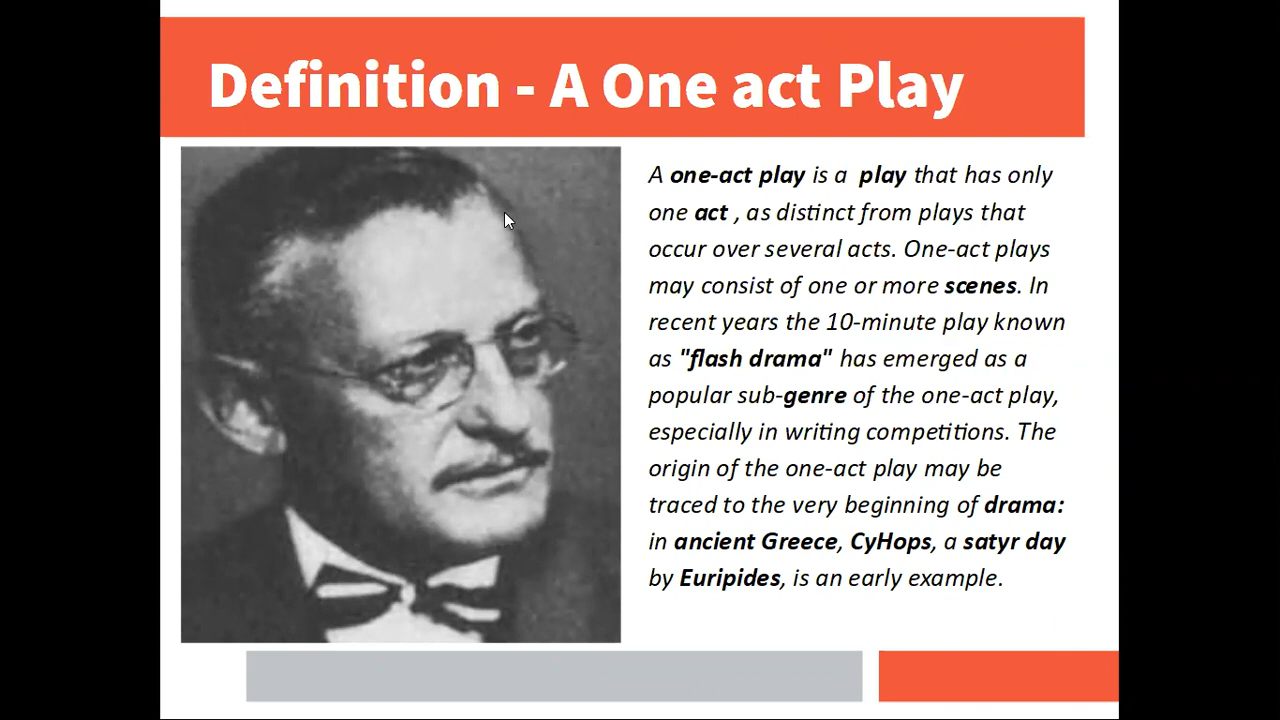 Definition - A One act Play
A one-act play is a play that has only
one act , as distinct from plays that
occur over several acts. One-act plays
may consist of one or more scenes. In
recent years the 10-minute play known
as "flash drama" has emerged as a
popular sub-genre of the one-act play,
especially in writing competitions. The
origin of the one-act play may be
traced to the very beginning of drama:
in ancient Greece, CyHops, a satyr day
by Euripides, is an early example.